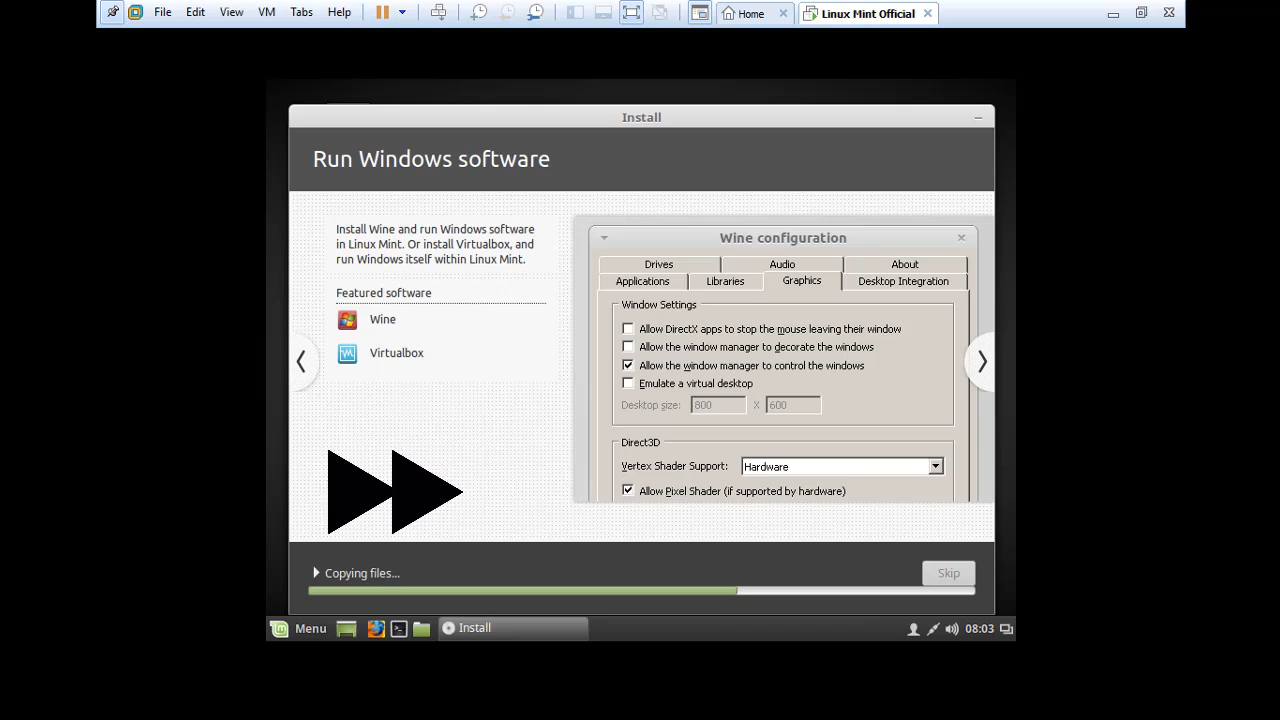 File Edit View VM Tabs Help Home Linux Mint Official
Install
Run Windows software
Install Wine and run Windows software
in Linux Mint. Or install Virtualbox, and
run Windows itself within Linux Mint.
Featured software
Wine
Virtualbox
Wine configuration
Drives Audio About
Applications Libraries Graphics Desktop Integration
Window Settings
Allow DirectX apps to stop the mouse leaving their window
Allow the window manager to decorate the windows
Allow the window manager to control the windows
Emulate a virtual desktop
Desktop size: 800 X 600
Direct3D
Vertex Shader Support: Hardware
Allow Pixel Shader (if supported by hardware)
Copying files...
Skip
Menu Install 08:03